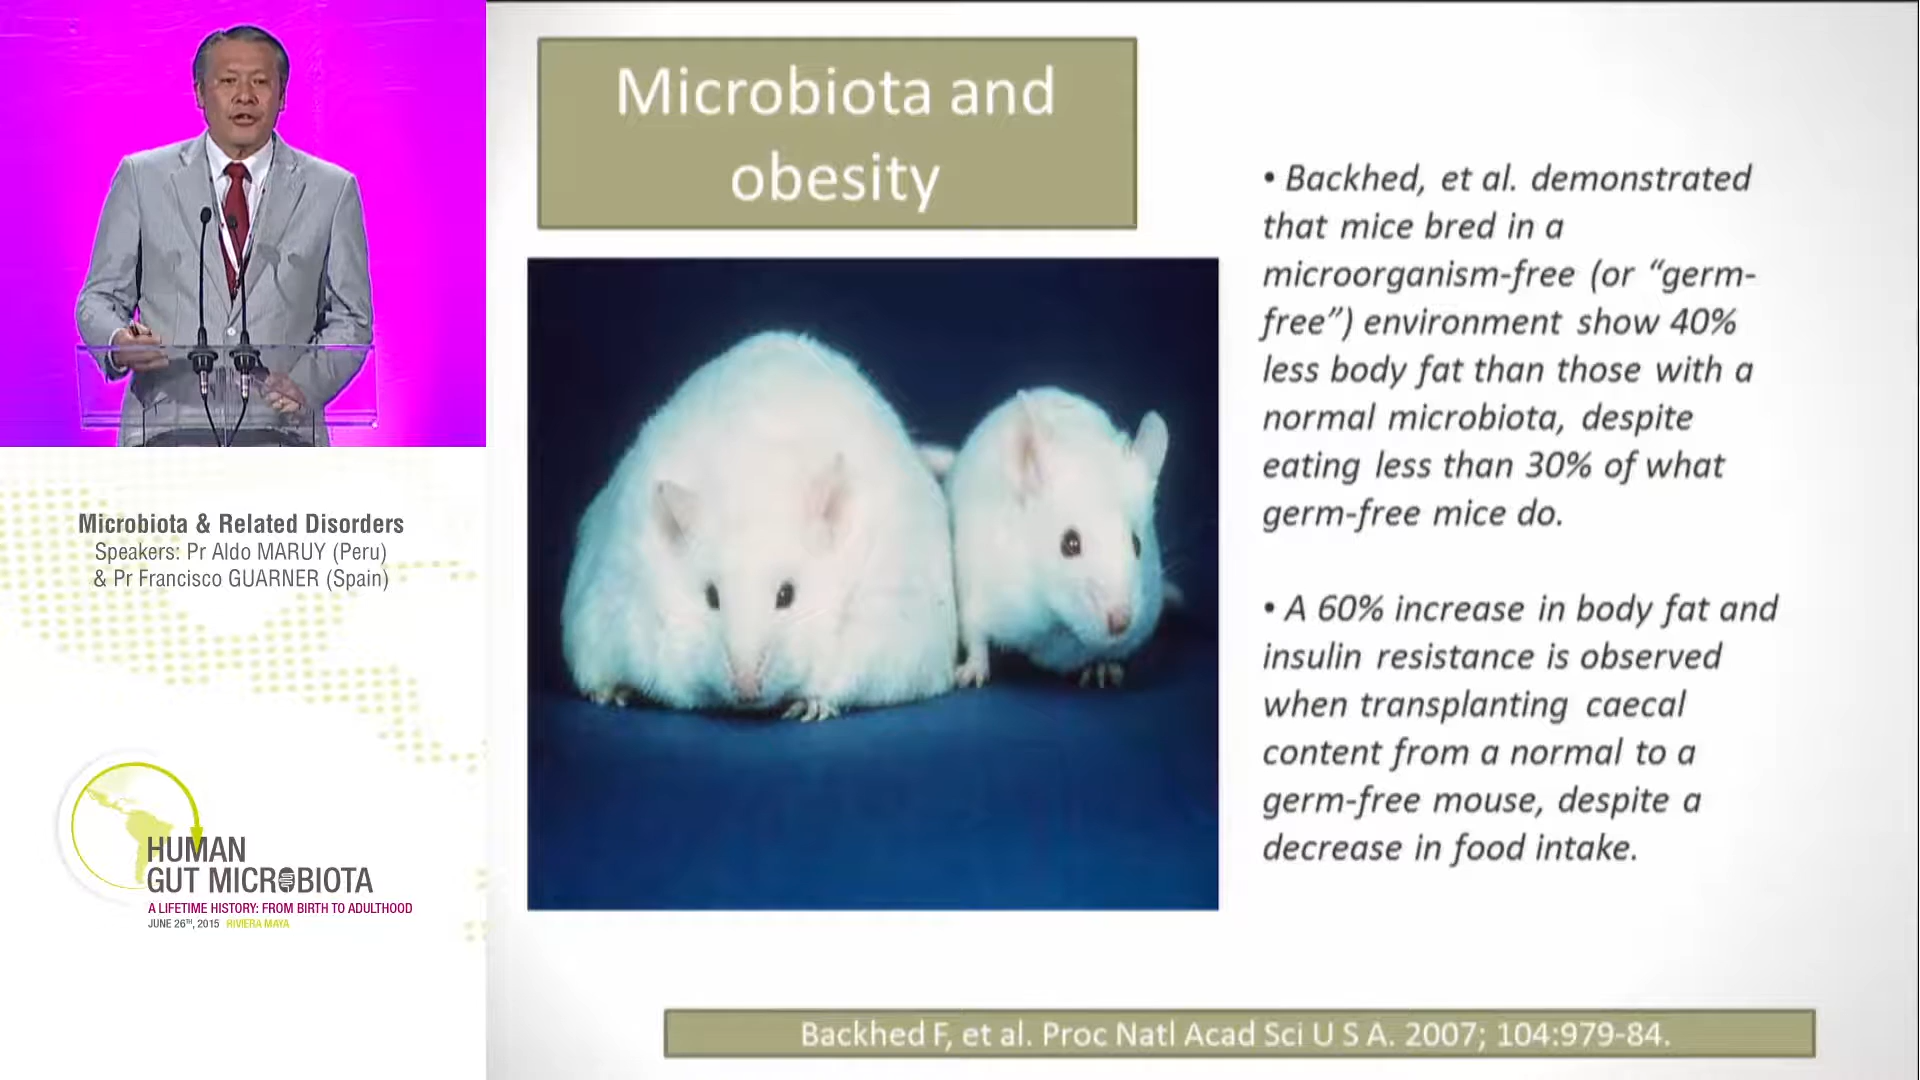 Microbiota and
obesity
• Backhed, et al. demonstrated
that mice bred in a
microorganism-free (or “germ-
free”) environment show 40%
less body fat than those with a
normal microbiota, despite
eating less than 30% of what
germ-free mice do.
• A 60% increase in body fat and
insulin resistance is observed
when transplanting caecal
content from a normal to a
germ-free mouse, despite a
decrease in food intake.
Backhed F, et al. Proc Natl Acad Sci U S A. 2007; 104:979-84.
Microbiota & Related Disorders
Speakers: Pr Aldo MARUY (Peru)
& Pr Francisco GUARNER (Spain)
HUMAN
GUT MICROBIOTA
A LIFETIME HISTORY: FROM BIRTH TO ADULTHOOD
JUNE 26TH, 2015 RIVIERA MAYA